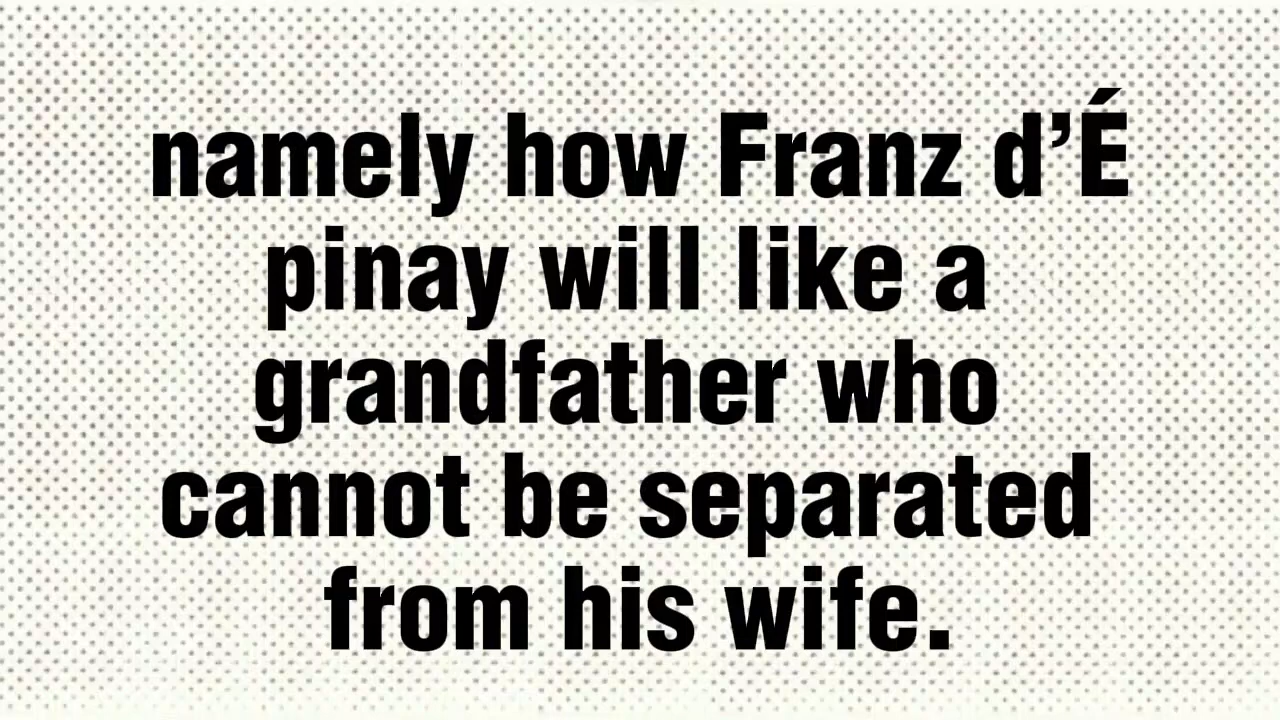 namely how Franz d’É
pinay will like a
grandfather who
cannot be separated
from his wife.